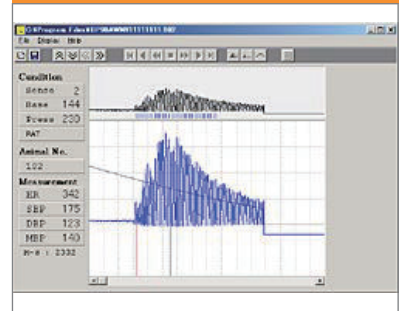 File Display Help
Condition
Sense 2
Base 144
Press 230
RAT
Animal No.
102
Measurement
HR 342
SBP 175
DBP 123
MBP 140